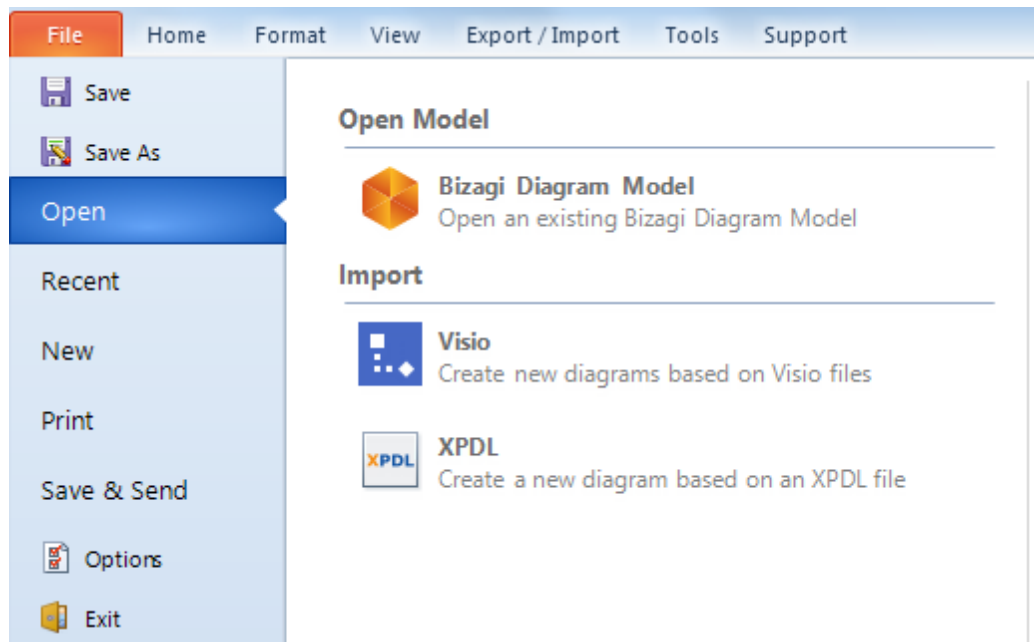 File Home Format View Export / Import Tools Support
Save
Save As
Open
Recent
New
Print
Save & Send
Options
Exit
Open Model
Bizagi Diagram Model
Open an existing Bizagi Diagram Model
Import
Visio
Create new diagrams based on Visio files
XPDL
XPDL
Create a new diagram based on an XPDL file